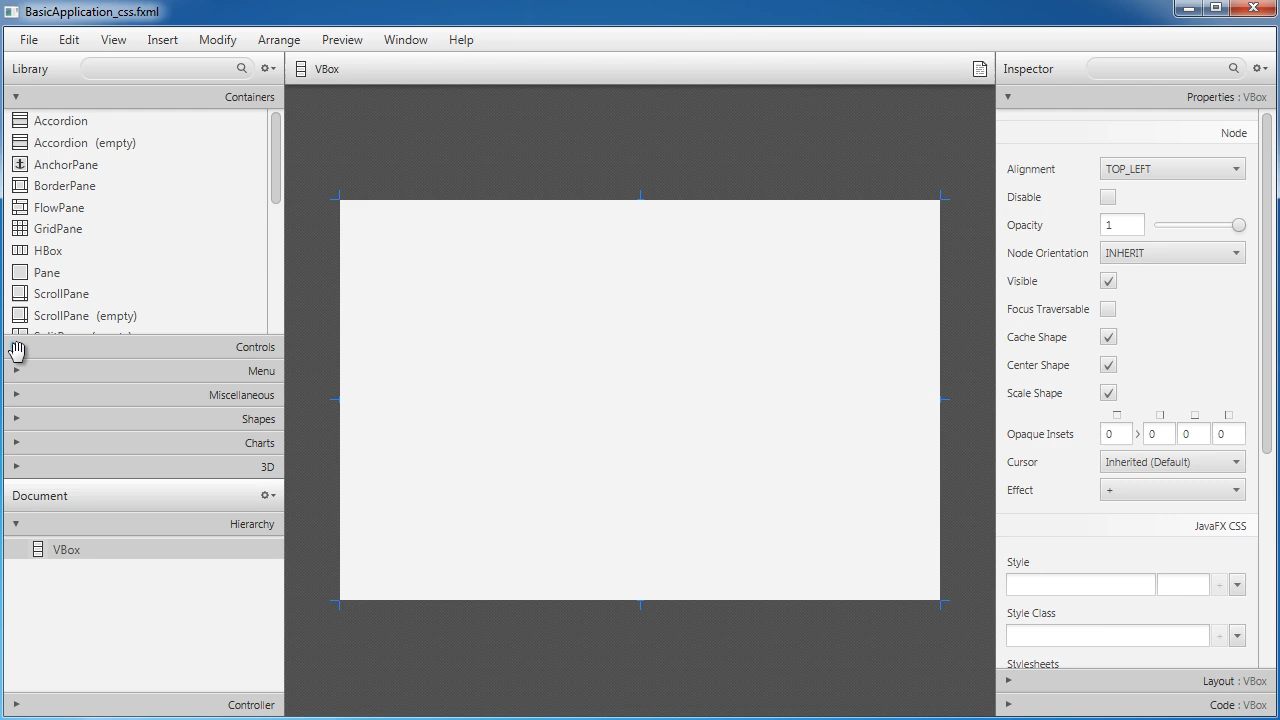 BasicApplication_css.fxml
File Edit View Insert Modify Arrange Preview Window Help
Library
Containers
Accordion
Accordion (empty)
AnchorPane
BorderPane
FlowPane
GridPane
HBox
Pane
ScrollPane
ScrollPane (empty)
Controls
Menu
Miscellaneous
Shapes
Charts
3D
Document
Hierarchy
VBox
Controller
VBox
Inspector
Properties : VBox
Node
Alignment TOP_LEFT
Disable
Opacity 1
Node Orientation INHERIT
Visible
Focus Traversable
Cache Shape
Center Shape
Scale Shape
Opaque Insets 0 > 0 0 0
Cursor Inherited (Default)
Effect +
JavaFX CSS
Style
+
Style Class
+
Stylesheets
Layout : VBox
Code : VBox